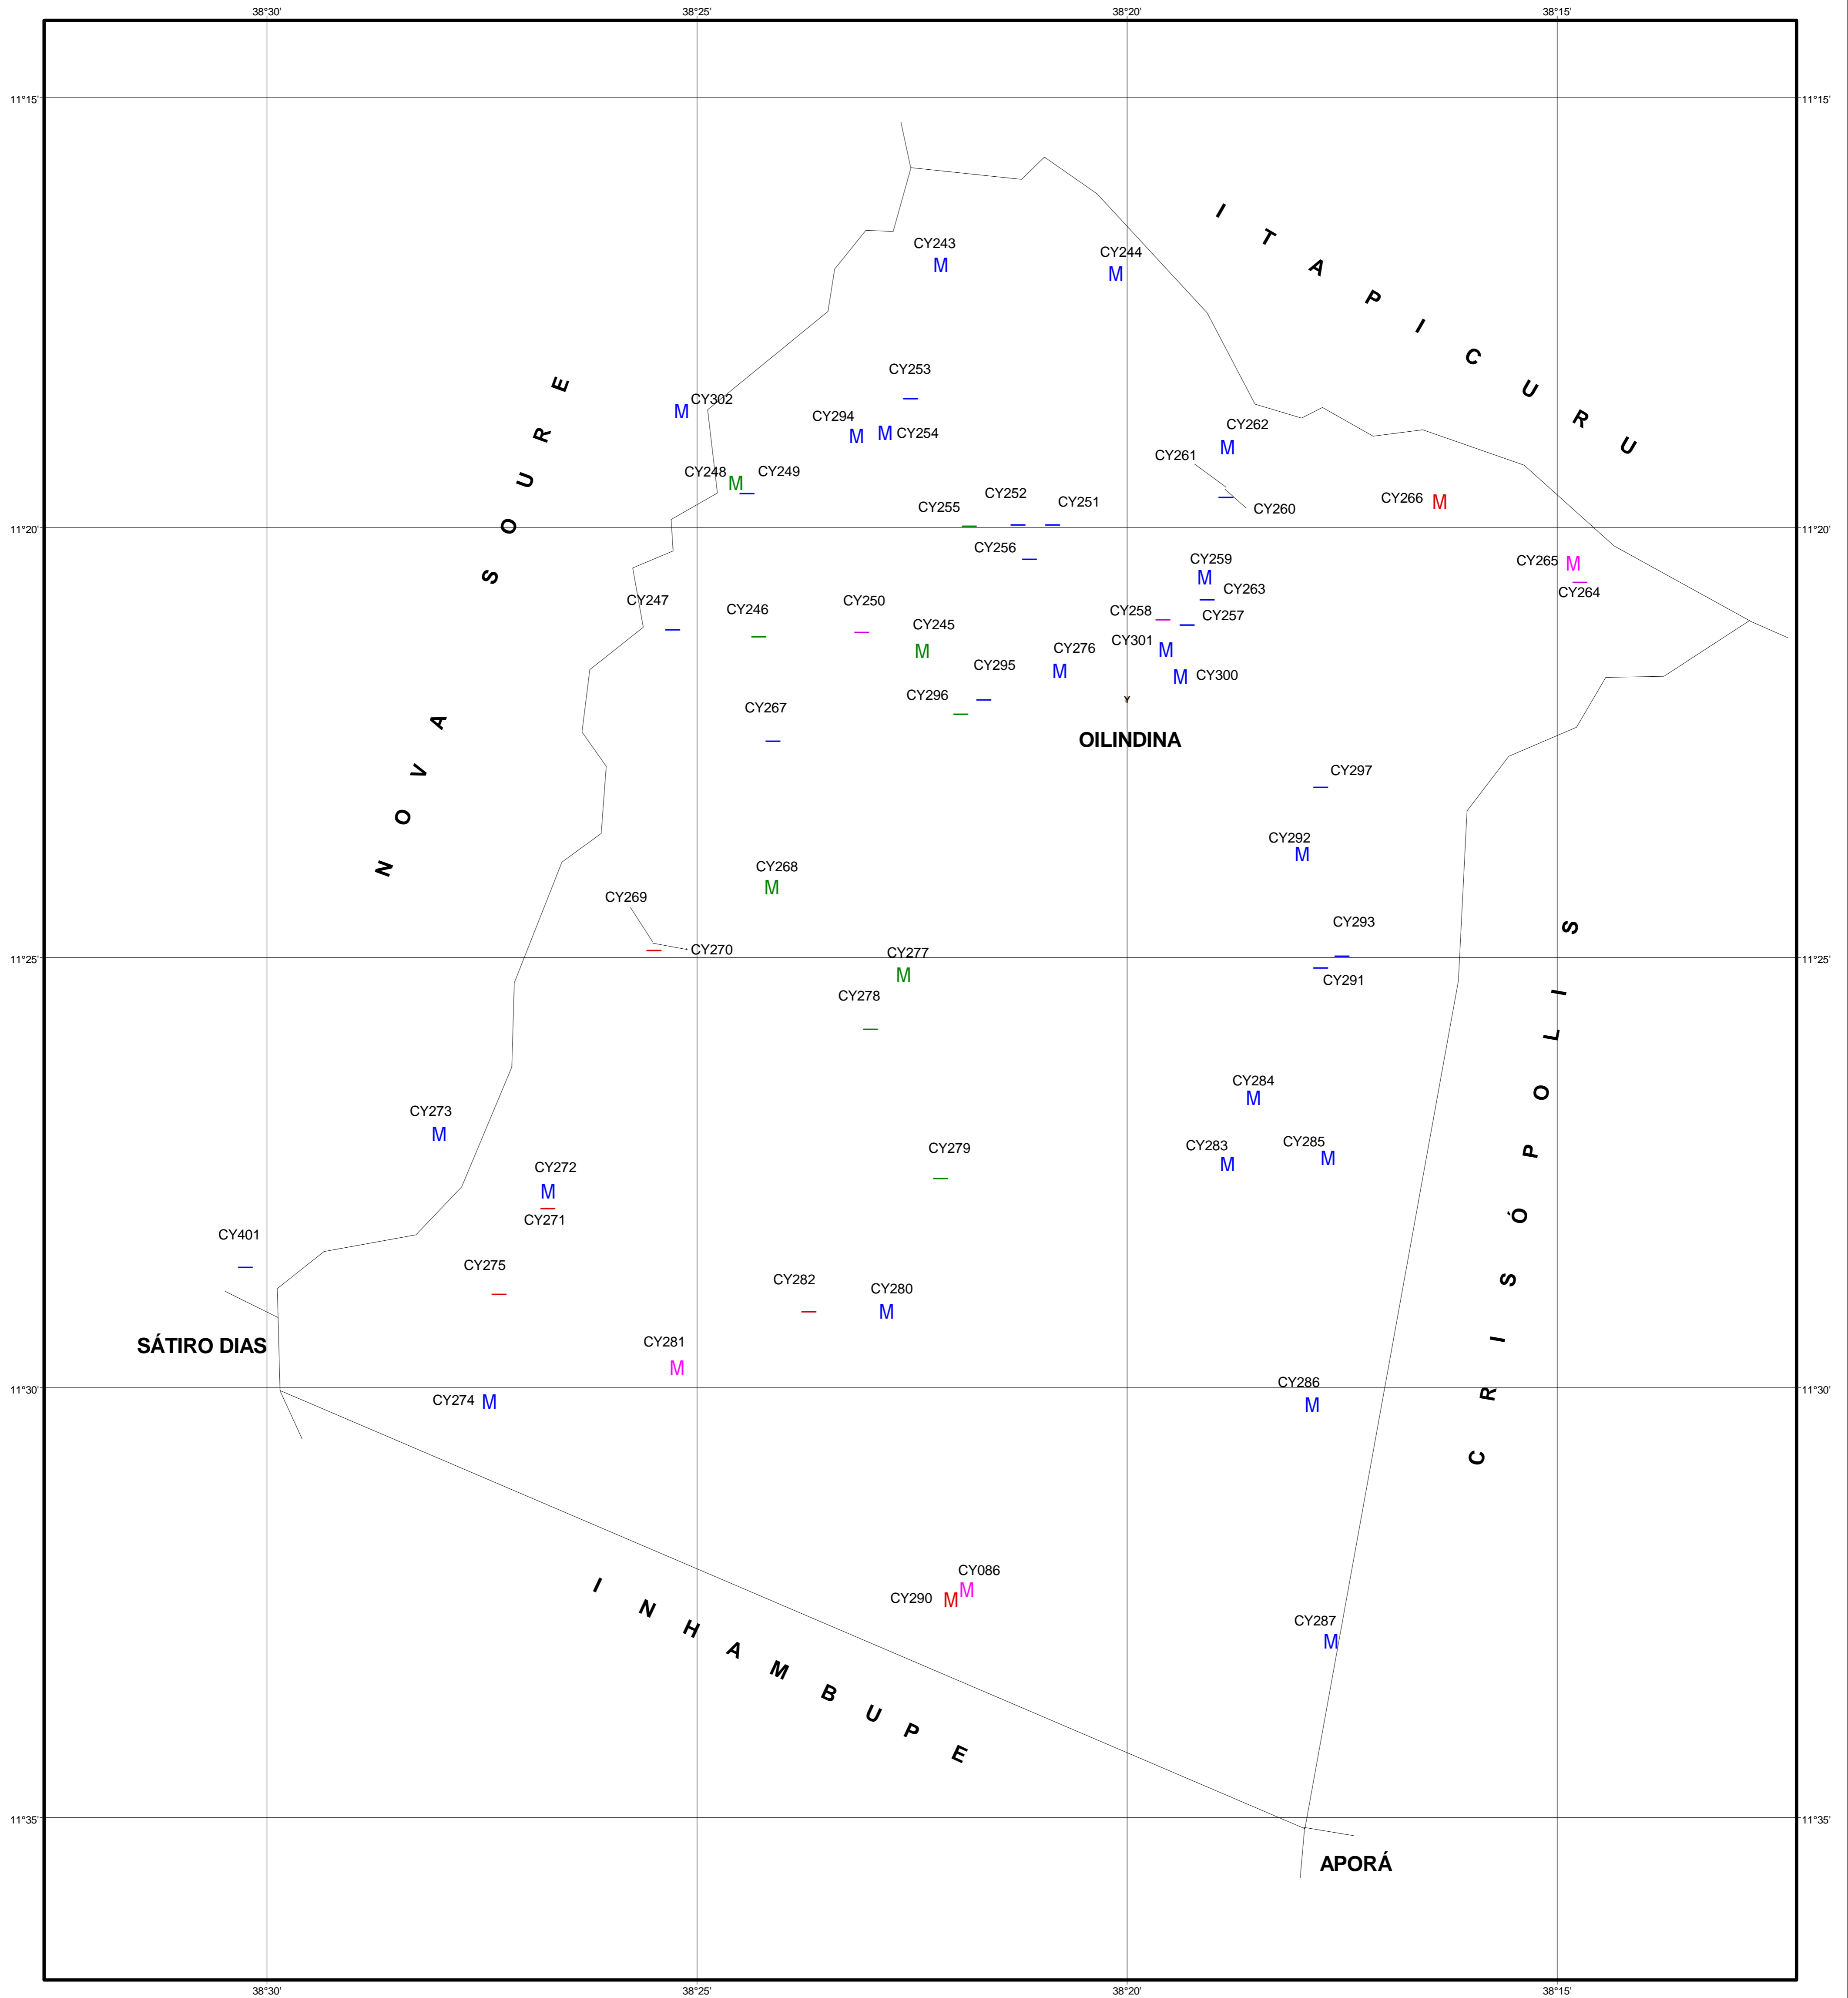 38°30'
38°25'
38°20'
38°15'
11°15'
11°15'
ITAPICURU
CY243
CY244
CY253
CY302
CY294
M
M
M
M
M
CY254
CY262
M
CY261
CY248
M
CY249
CY252
CY251
CY255
CY260
CY266
M
11°20'
11°20'
CY256
CY259
M
CY265
M
CY264
CY263
CY247
CY246
CY250
CY245
M
CY258
CY257
CY301
M
CY276
M
CY295
CY300
M
CY296
CY267
OILINDINA
NOVA SOURE
CY297
CY292
M
CY268
M
CY269
CY270
CY293
11°25'
11°25'
CY277
M
CY291
CY278
CRISÓPOLIS
CY284
M
CY273
M
CY283
M
CY285
M
CY279
CY272
M
CY271
CY401
CY275
CY282
CY280
M
SÁTIRO DIAS
CY281
M
11°30'
11°30'
CY274
M
CY286
M
CY086
M
CY290
M
INHAMBUPE
CY287
M
11°35'
11°35'
APORÁ
38°30'
38°25'
38°20'
38°15'